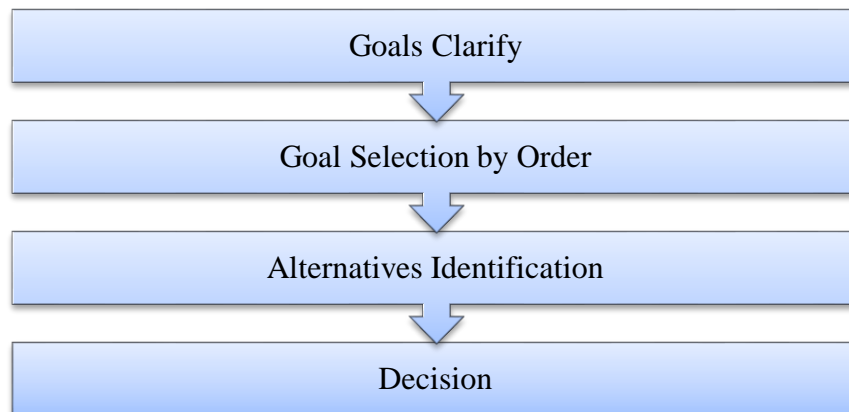 Goals Clarify
Goal Selection by Order
Alternatives Identification
Decision